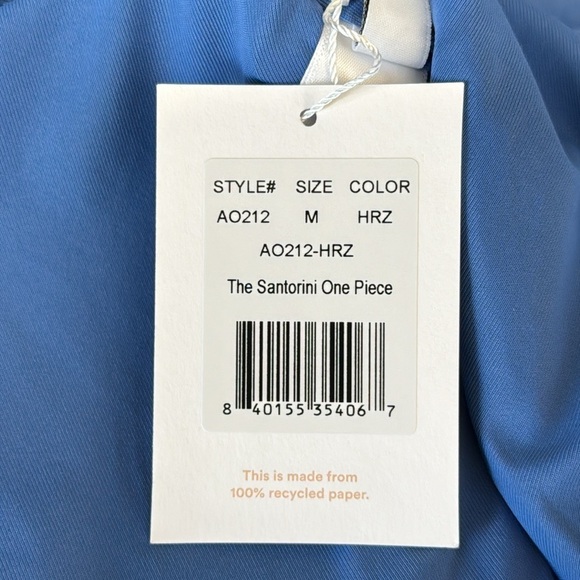 STYLE# SIZE COLOR
AO212 M HRZ
AO212-HRZ
The Santorini One Piece
8 40155 35406 7
This is made from
100% recycled paper.